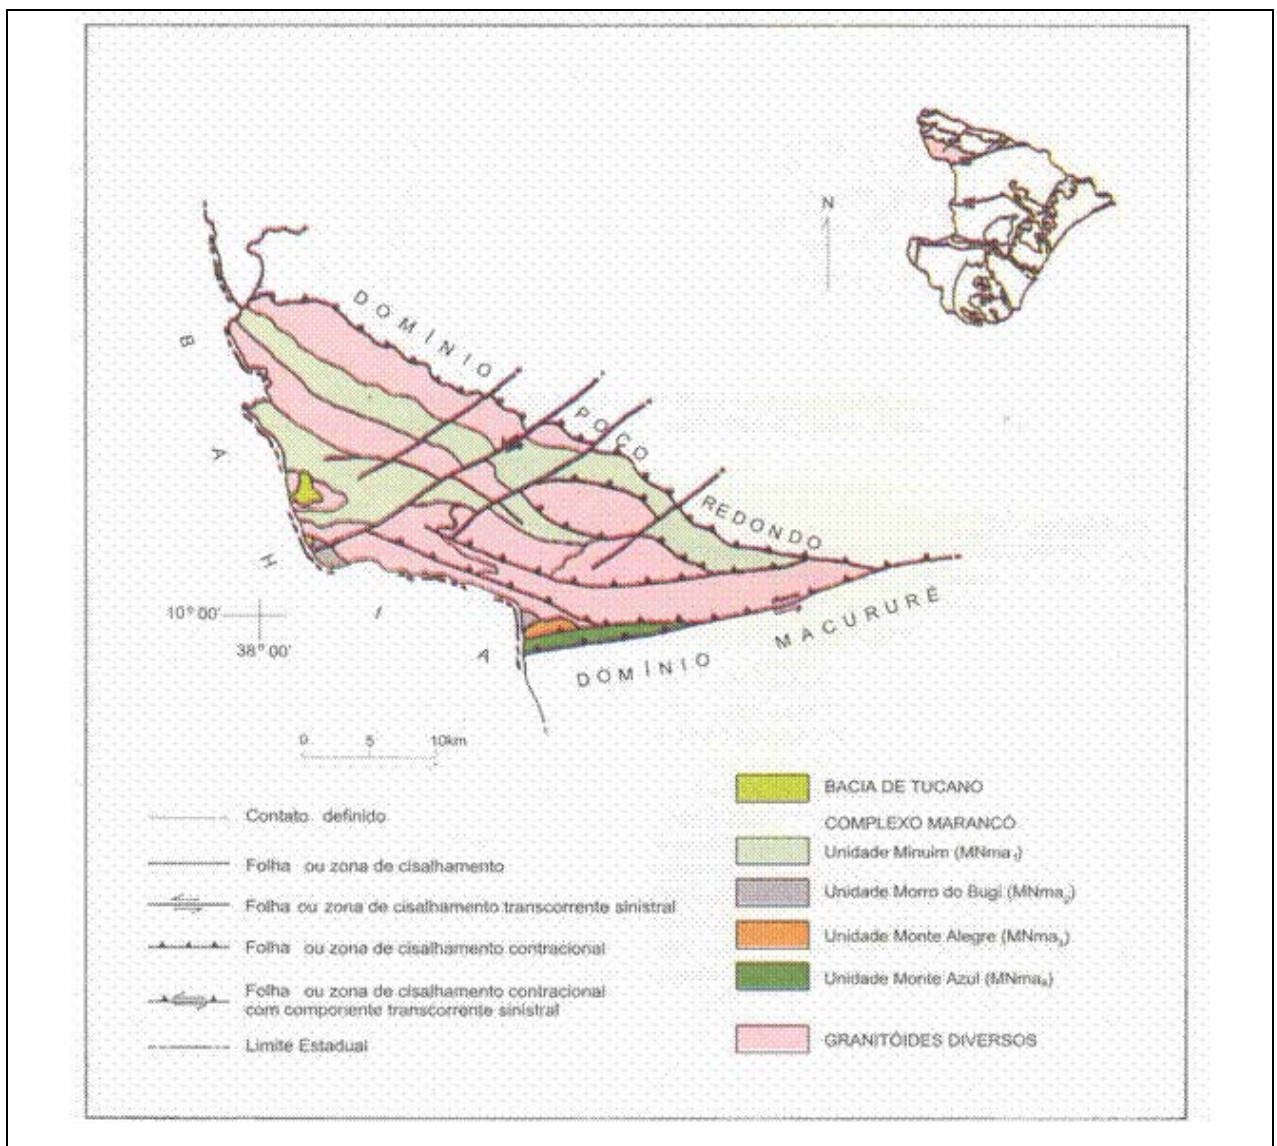 N
DOMÍNIO
POÇO
REDONDO
BAHIA
10°00'
38°00'
DOMÍNIO
MACURURÉ
0 5 10km
Contato definido
Folha ou zona de cisalhamento
Folha ou zona de cisalhamento transcorrente sinistral
Folha ou zona de cisalhamento contracional
Folha ou zona de cisalhamento contracional
com componente transcorrente sinistral
Limite Estadual
BACIA DE TUCANO
COMPLEXO MARANCÓ
Unidade Minuim (MNma₁)
Unidade Morro do Bugi (MNma₂)
Unidade Monte Alegre (MNma₃)
Unidade Monte Azul (MNma₄)
GRANITÓIDES DIVERSOS